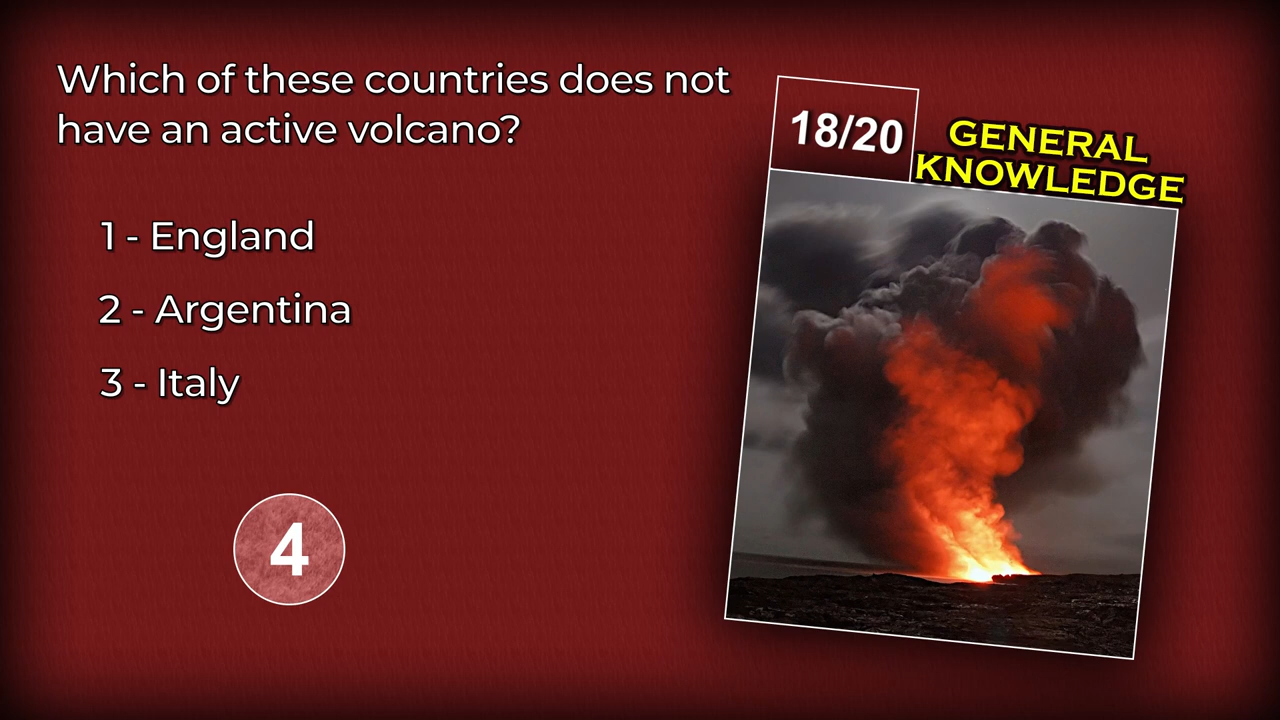 Which of these countries does not
have an active volcano?
1 - England
2 - Argentina
3 - Italy
4
18/20
GENERAL
KNOWLEDGE